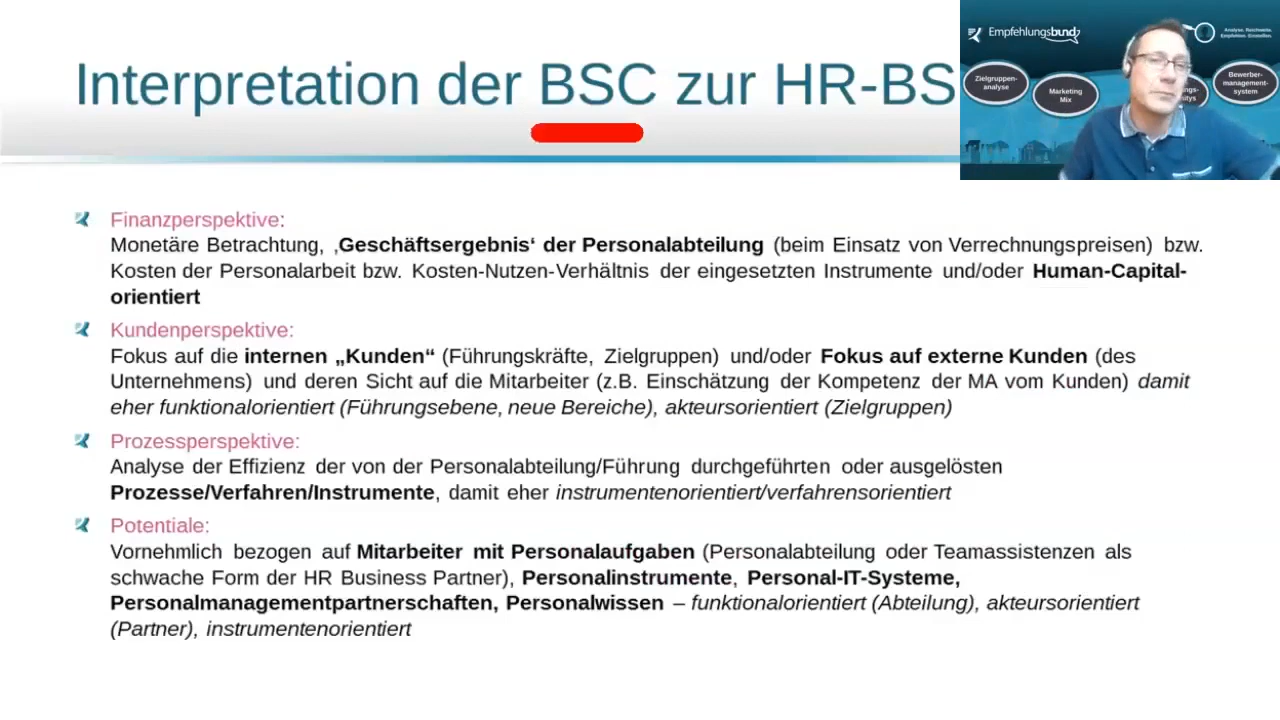 Interpretation der BSC zur HR-BS
Empfehlungsbund
Analyse. Reichweite.
Empfehlen. Einstellen.
Zielgruppen-
analyse
Marketing
Mix
Bewerber-
management-
system
Finanzperspektive:
Monetäre Betrachtung, ‚Geschäftsergebnis‘ der Personalabteilung (beim Einsatz von Verrechnungspreisen) bzw.
Kosten der Personalarbeit bzw. Kosten-Nutzen-Verhältnis der eingesetzten Instrumente und/oder Human-Capital-
orientiert
Kundenperspektive:
Fokus auf die internen „Kunden“ (Führungskräfte, Zielgruppen) und/oder Fokus auf externe Kunden (des
Unternehmens) und deren Sicht auf die Mitarbeiter (z.B. Einschätzung der Kompetenz der MA vom Kunden) damit
eher funktionalorientiert (Führungsebene, neue Bereiche), akteursorientiert (Zielgruppen)
Prozessperspektive:
Analyse der Effizienz der von der Personalabteilung/Führung durchgeführten oder ausgelösten
Prozesse/Verfahren/Instrumente, damit eher instrumentenorientiert/verfahrensorientiert
Potentiale:
Vornehmlich bezogen auf Mitarbeiter mit Personalaufgaben (Personalabteilung oder Teamassistenzen als
schwache Form der HR Business Partner), Personalinstrumente, Personal-IT-Systeme,
Personalmanagementpartnerschaften, Personalwissen – funktionalorientiert (Abteilung), akteursorientiert
(Partner), instrumentenorientiert